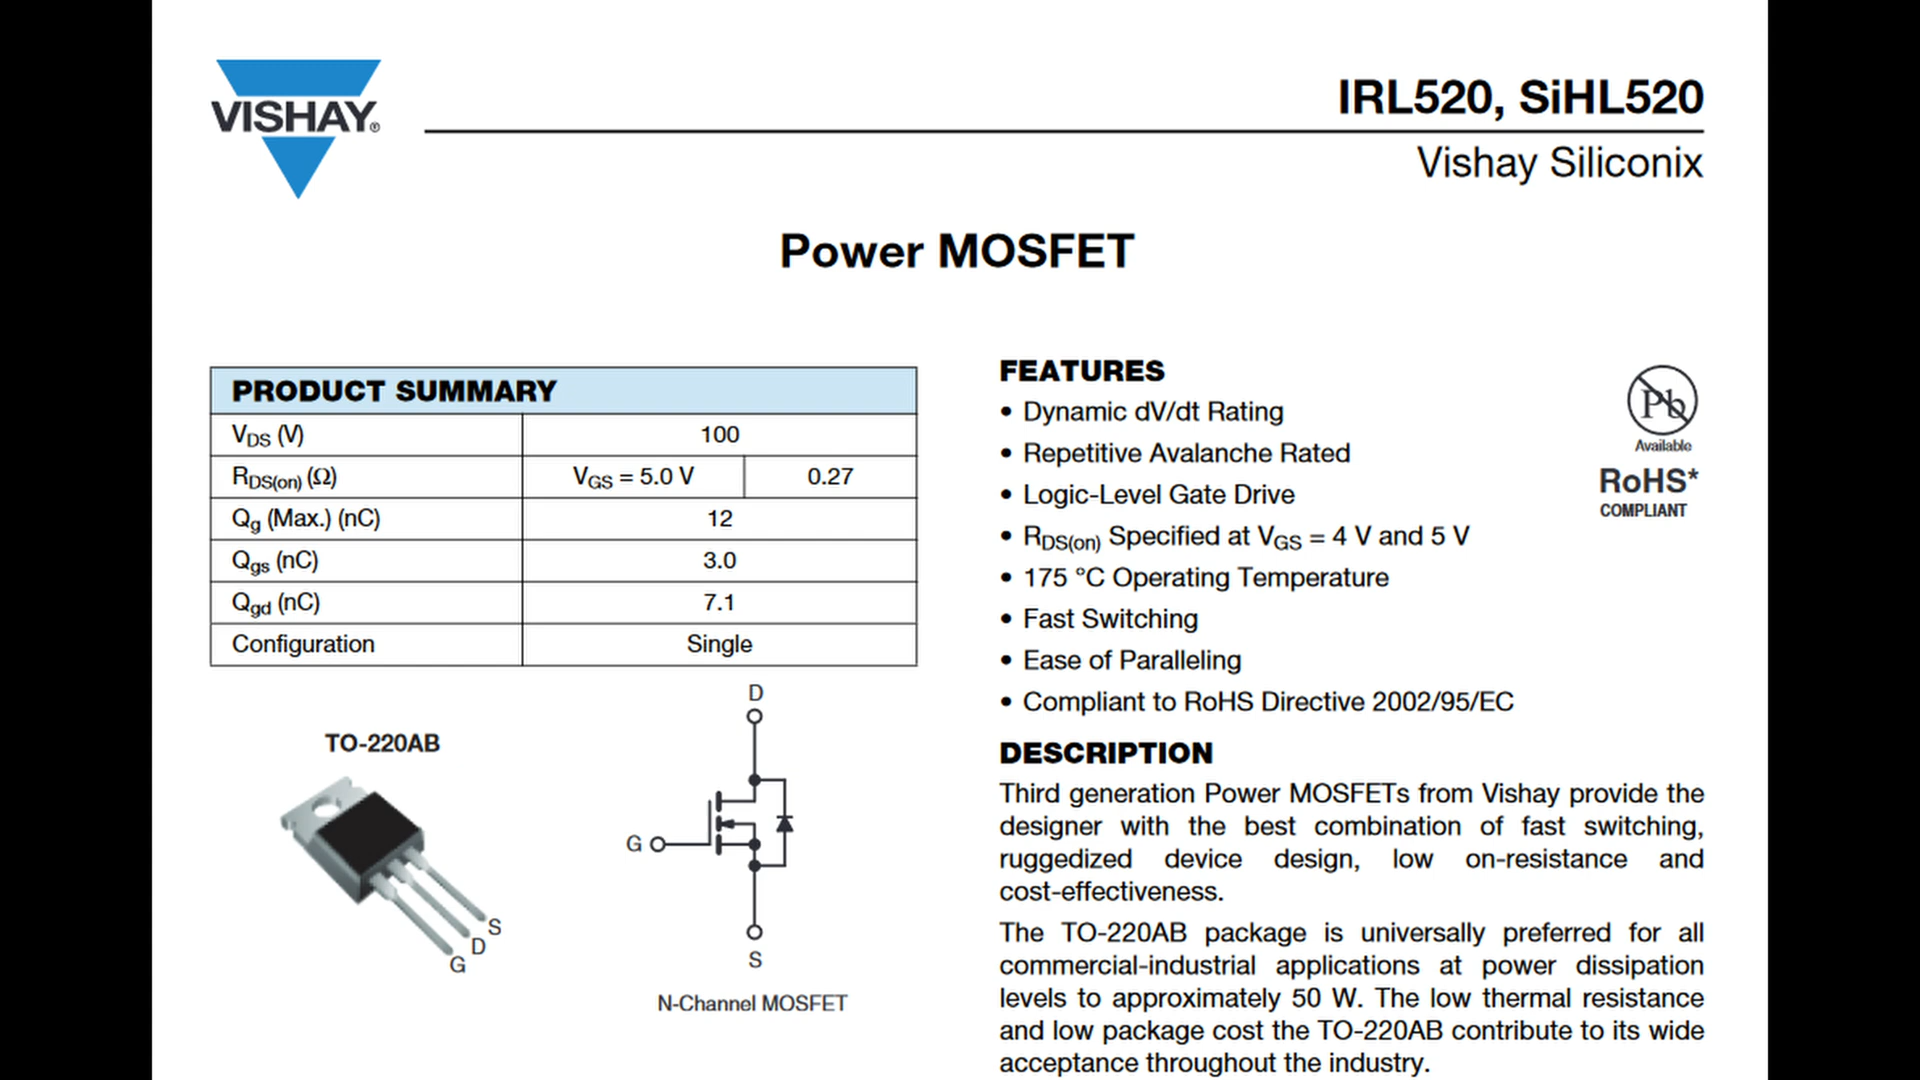 VISHAY®
IRL520, SiHL520
Vishay Siliconix
Power MOSFET
PRODUCT SUMMARY
VDS (V) 100
RDS(on) (Ω) VGS = 5.0 V 0.27
Qg (Max.) (nC) 12
Qgs (nC) 3.0
Qgd (nC) 7.1
Configuration Single
TO-220AB
S
D
G
D
G
S
N-Channel MOSFET
FEATURES
• Dynamic dV/dt Rating
• Repetitive Avalanche Rated
• Logic-Level Gate Drive
• RDS(on) Specified at VGS = 4 V and 5 V
• 175 °C Operating Temperature
• Fast Switching
• Ease of Paralleling
• Compliant to RoHS Directive 2002/95/EC
Pb
Available
RoHS*
COMPLIANT
DESCRIPTION
Third generation Power MOSFETs from Vishay provide the
designer with the best combination of fast switching,
ruggedized device design, low on-resistance and
cost-effectiveness.
The TO-220AB package is universally preferred for all
commercial-industrial applications at power dissipation
levels to approximately 50 W. The low thermal resistance
and low package cost the TO-220AB contribute to its wide
acceptance throughout the industry.